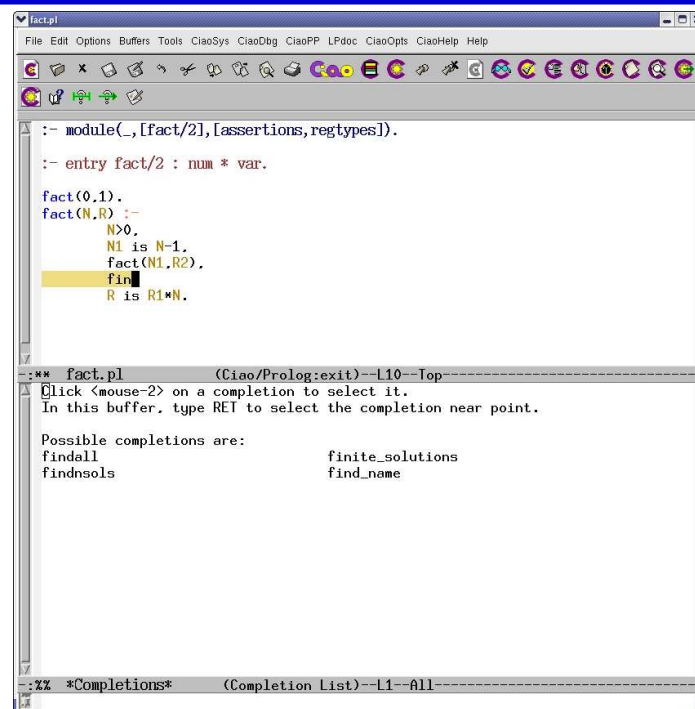 fact.pl
File Edit Options Buffers Tools CiaoSys CiaoDbg CiaoPP LPdoc CiaoOpts CiaoHelp Help
Ciao
:- module(_,[fact/2],[assertions,regtypes]).
:- entry fact/2 : num * var.
fact(0,1).
fact(N,R) :-
N>0,
N1 is N-1,
fact(N1,R2),
fin
R is R1*N.
-:** fact.pl (Ciao/Prolog:exit)--L10--Top----------------------------------
Click <mouse-2> on a completion to select it.
In this buffer, type RET to select the completion near point.
Possible completions are:
findall finite_solutions
findnsols find_name
-:%% *Completions* (Completion List)--L1--All----------------------------------